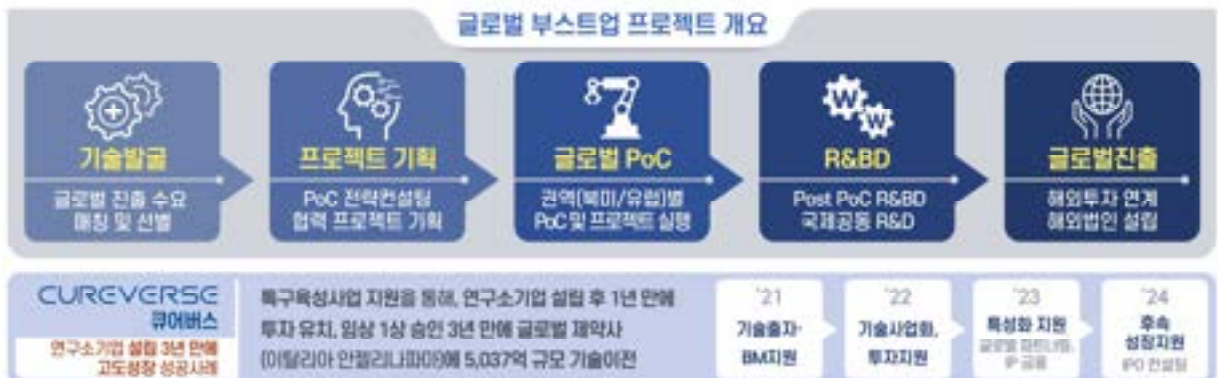 글로벌 부스트업 프로젝트 개요
기술발굴
글로벌 진출 수요
매칭 및 선별
프로젝트 기획
PoC 전략컨설팅
협력 프로젝트 기획
글로벌 PoC
권역(북미/유럽)별
PoC 및 프로젝트 실행
W
W
R&BD
Post PoC R&BD
국제공동 R&D
글로벌진출
해외투자 연계
해외법인 설립
CUREVERSE
큐어버스
연구소기업 설립 3년 만에
고도성장 성공사례
특구육성사업 지원을 통해, 연구소기업 설립 후 1년 만에
투자 유치, 임상 1상 승인 3년 만에 글로벌 제약사
(이탈리아 안젤리니파마)에 5,037억 규모 기술이전
'21
기술출자·
BM지원
'22
기술사업화,
투자지원
'23
특성화 지원
글로벌 파트너링,
IP 금융
'24
후속
성장지원
IPO 컨설팅